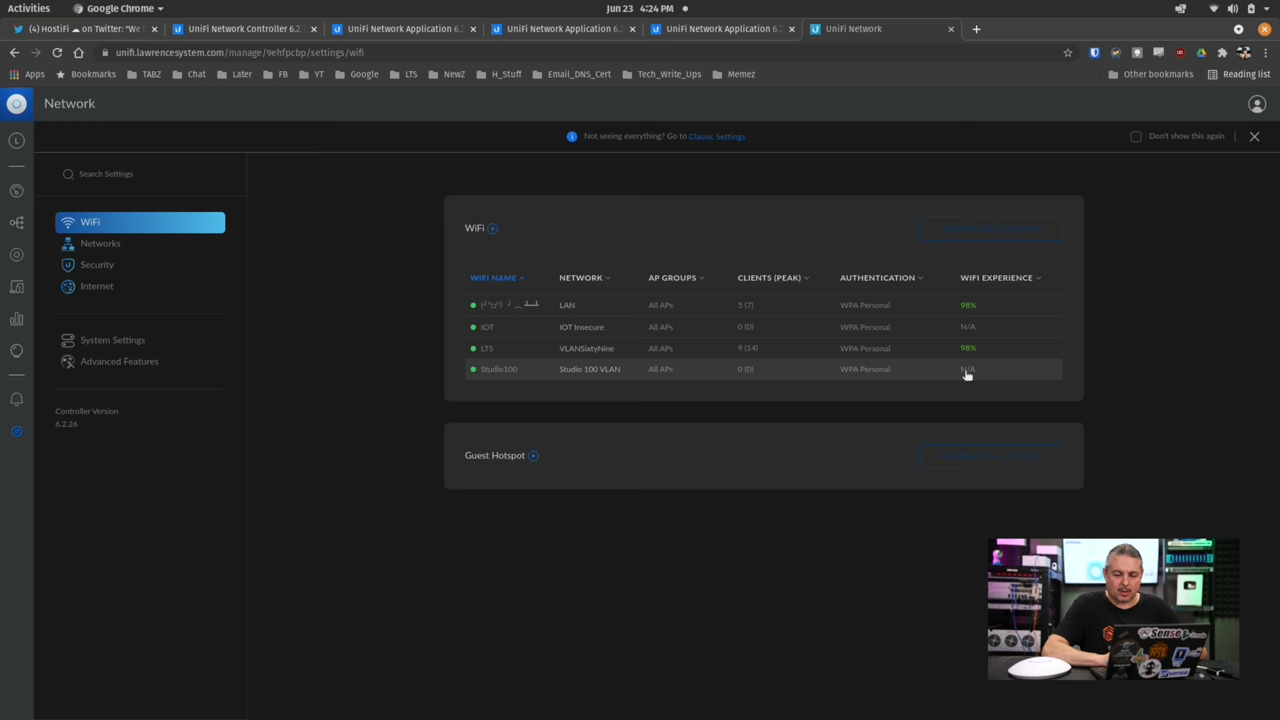 Activities Google Chrome Jun 23 4:24 PM
(4) HostiFi ☁ on Twitter: "We UniFi Network Controller 6.2 UniFi Network Application 6.2 UniFi Network Application 6. UniFi Network Application 6. UniFi Network
unifi.lawrencesystem.com/manage/9ehfpcbp/settings/wifi
Apps Bookmarks TABZ Chat Later FB YT Google LTS NewZ H_Stuff Email_DNS_Cert Tech_Write_Ups Memez Other bookmarks Reading list
Network
Not seeing everything? Go to Classic Settings Don't show this again
Search Settings
WiFi
Networks
Security
Internet
System Settings
Advanced Features
Controller Version
6.2.26
WiFi
WIFI NAME NETWORK AP GROUPS CLIENTS (PEAK) AUTHENTICATION WIFI EXPERIENCE
LAN All APs 5 (7) WPA Personal 98%
IOT IOT Insecure All APs 0 (0) WPA Personal N/A
LTS VLANSixtyNine All APs 9 (14) WPA Personal 98%
Studio100 Studio 100 VLAN All APs 0 (0) WPA Personal N/A
Guest Hotspot